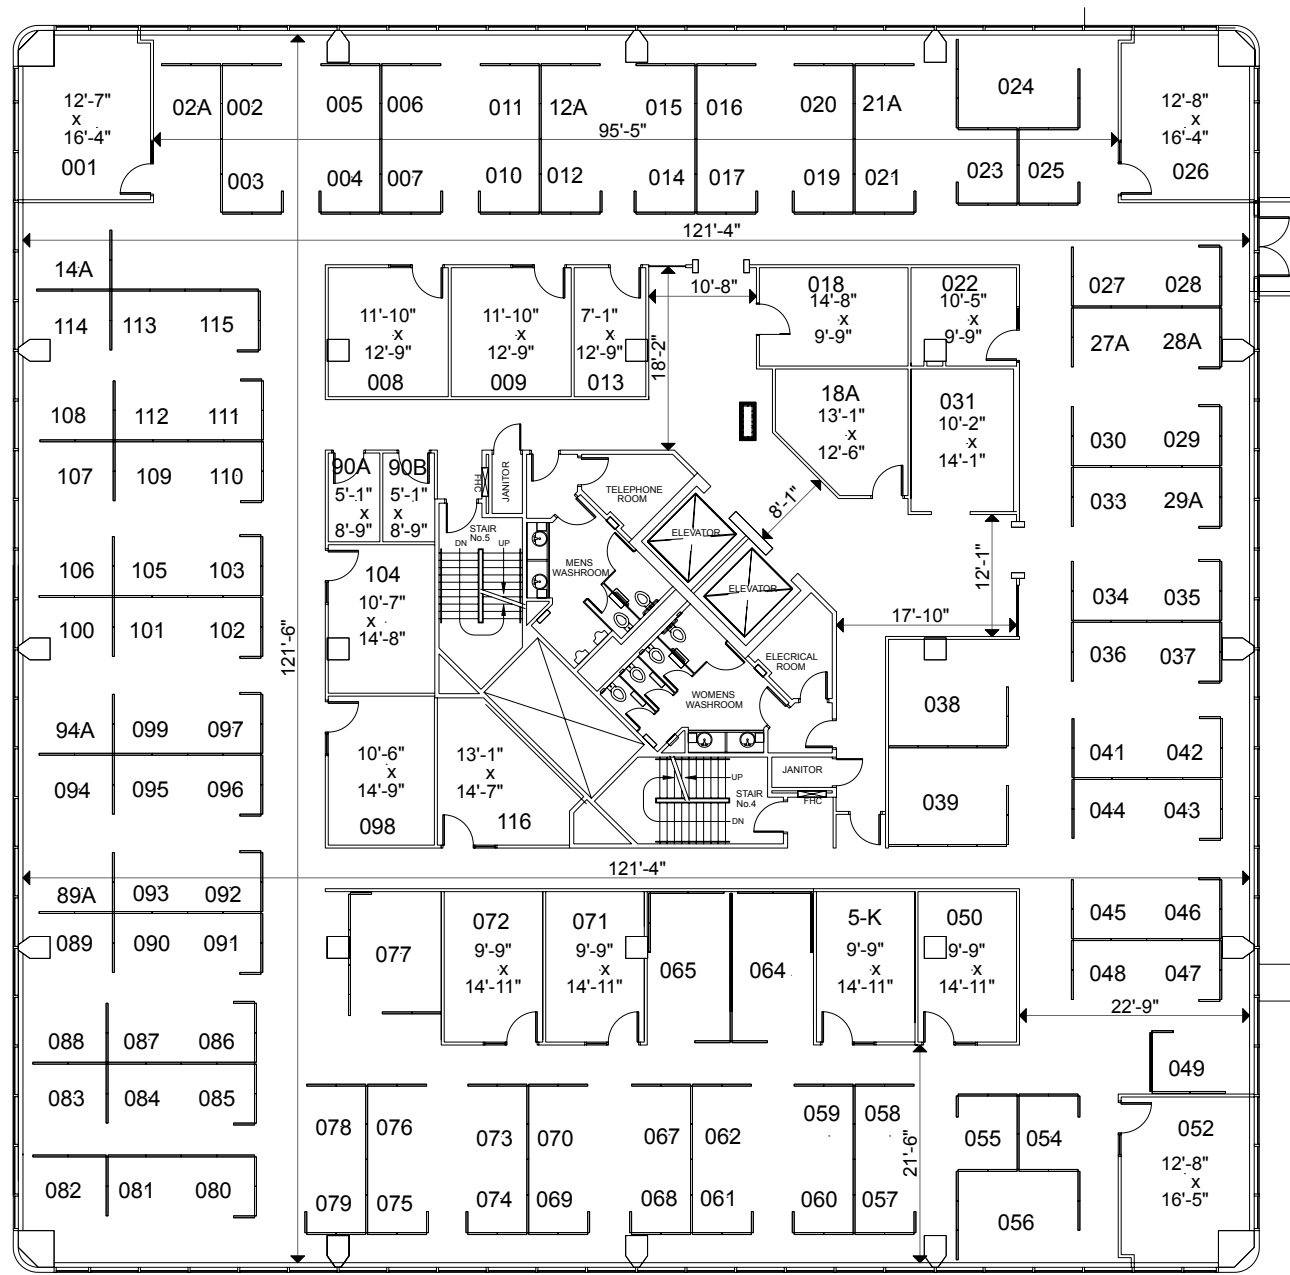 12'-7"
x
16'-4"
001
02A 002
003
005 006
004 007
011 12A
010 012
015 016
014 017
020 21A
019 021
024
023 025
12'-8"
x
16'-4"
026
95'-5"
121'-4"
14A
114 113 115
11'-10"
x
12'-9"
008
11'-10"
x
12'-9"
009
7'-1"
x
12'-9"
013
10'-8"
18'-2"
018
14'-8"
x
9'-9"
022
10'-5"
x
9'-9"
027 028
27A 28A
108 112 111
107 109 110
18A
13'-1"
x
12'-6"
031
10'-2"
x
14'-1"
030 029
033 29A
90A
5'-1"
x
8'-9"
90B
5'-1"
x
8'-9"
FHC
JANITOR
TELEPHONE
ROOM
STAIR
No.5
DN UP
MENS
WASHROOM
ELEVATOR
ELEVATOR
8'-1"
12'-1"
17'-10"
106 105 103
100 101 102
104
10'-7"
x
14'-8"
121'-6"
034 035
036 037
ELECRICAL
ROOM
WOMENS
WASHROOM
038
039
94A 099 097
094 095 096
10'-6"
x
14'-9"
098
13'-1"
x
14'-7"
116
JANITOR
UP
STAIR
No.4
DN
FHC
041 042
044 043
121'-4"
89A 093 092
089 090 091
077
072
9'-9"
x
14'-11"
071
9'-9"
x
14'-11"
065 064
5-K
9'-9"
x
14'-11"
050
9'-9"
x
14'-11"
045 046
048 047
22'-9"
088 087 086
083 084 085
082 081 080
078 076
079 075
073 070
074 069
067 062
068 061
059 058
060 057
21'-6"
055 054
056
049
052
12'-8"
x
16'-5"